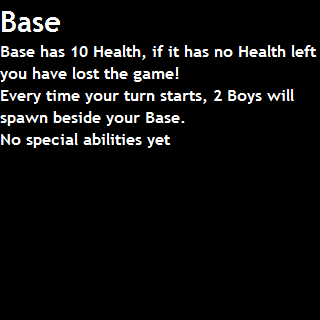 Base
Base has 10 Health, if it has no Health left
you have lost the game!
Every time your turn starts, 2 Boys will
spawn beside your Base.
No special abilities yet